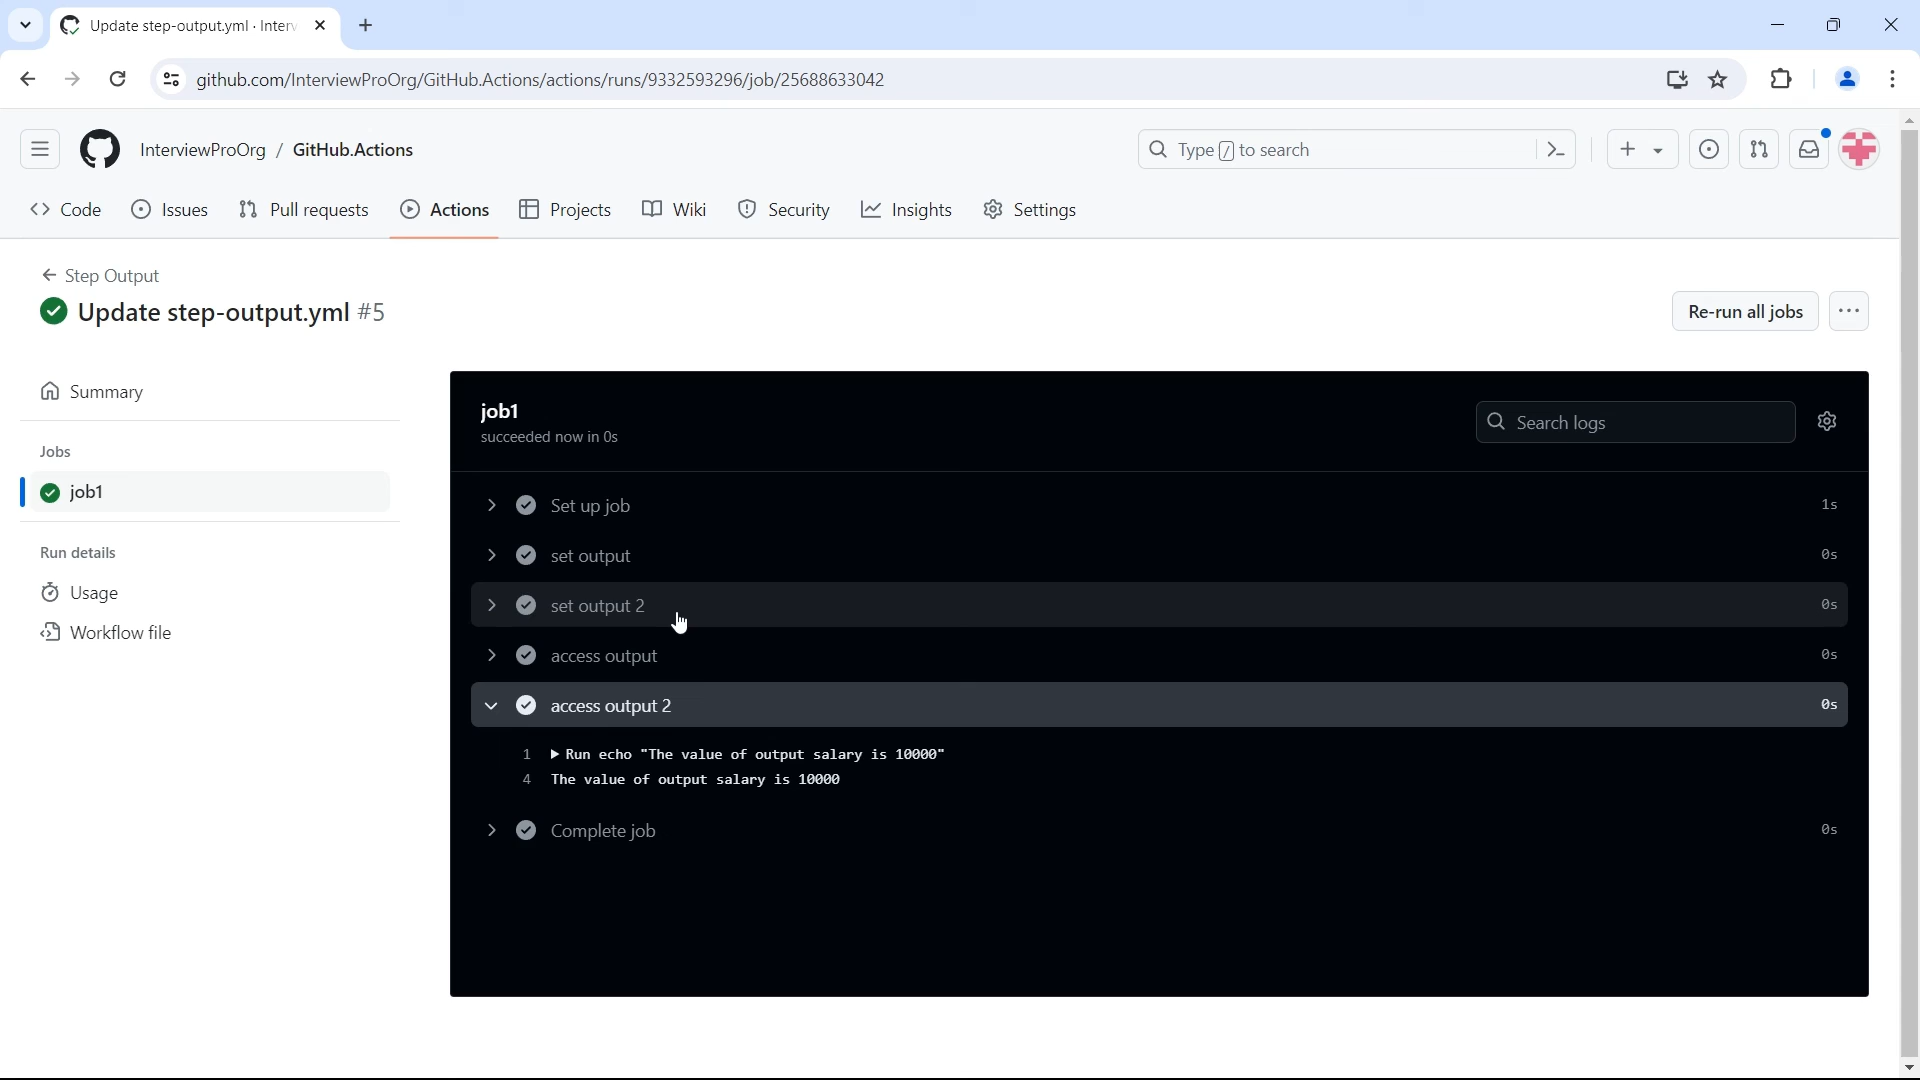 Update step-output.yml · Interv
github.com/InterviewProOrg/GitHub.Actions/actions/runs/9332593296/job/25688633042
InterviewProOrg / GitHub.Actions
Type / to search
Code Issues Pull requests Actions Projects Wiki Security Insights Settings
← Step Output
Update step-output.yml #5
Re-run all jobs
Summary
Jobs
job1
Run details
Usage
Workflow file
job1
succeeded now in 0s
Search logs
Set up job 1s
set output 0s
set output 2 0s
access output 0s
access output 2 0s
1 ▶ Run echo "The value of output salary is 10000"
4 The value of output salary is 10000
Complete job 0s